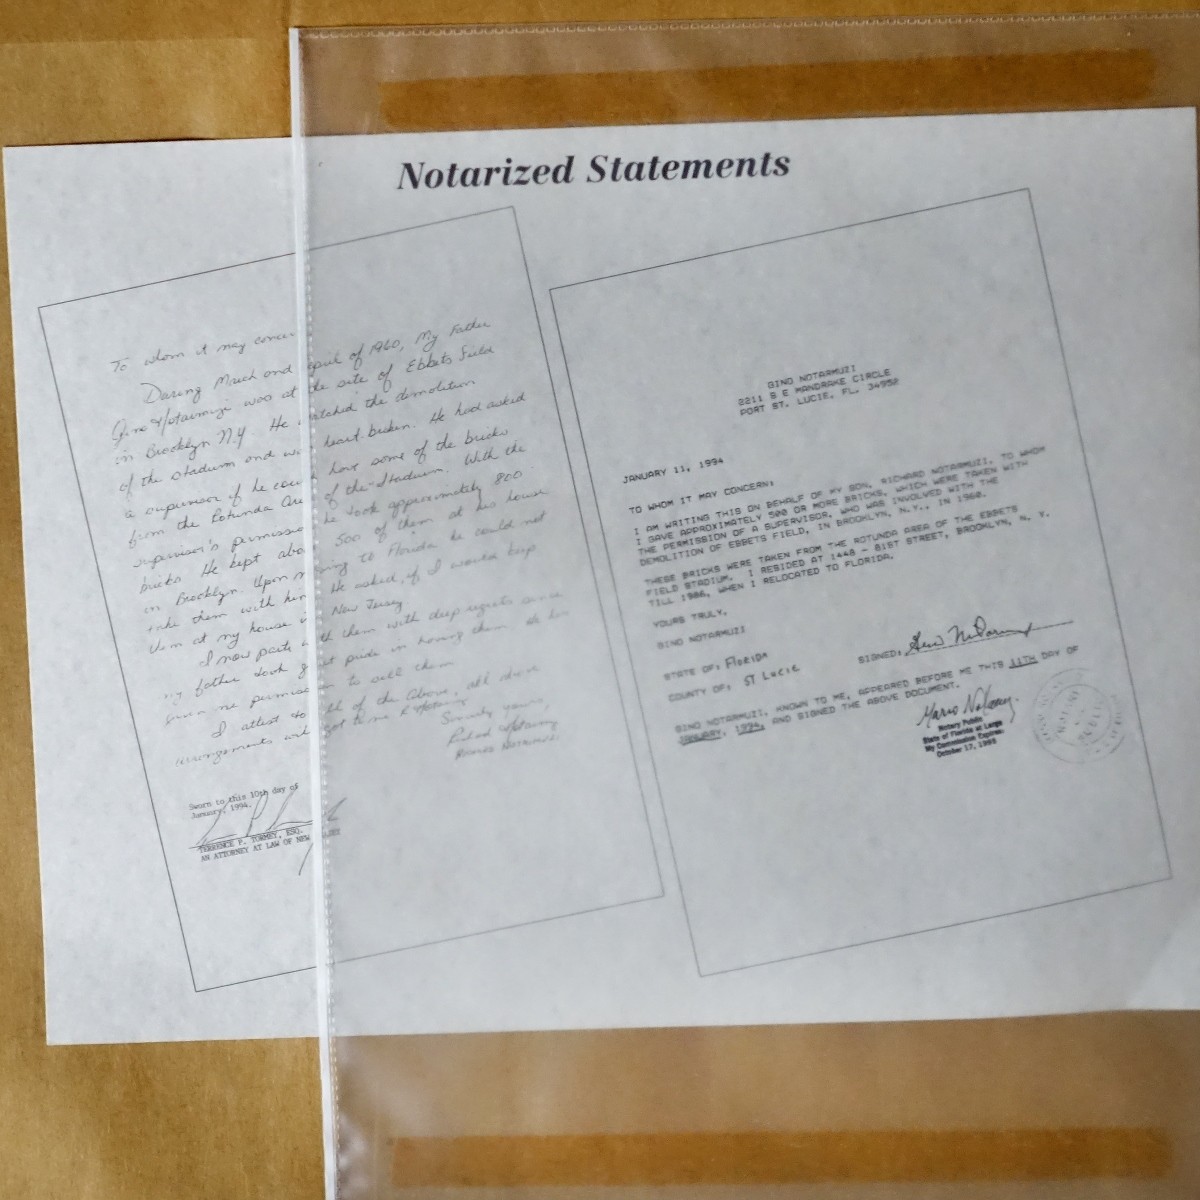 Notarized Statements
To whom it may concer
During March and April of 1960, My Father
Gino Notarmuzi was at the site of Ebbets Field
in Brooklyn N.Y. He watched the demolition
of the stadium and was heart-broken. He had asked
a supervisor if he could have some of the bricks
from the Rotunda Area of the Stadium. With the
supervisor's permission he took approximately 800
bricks. He kept about 500 of them at his house
in Brooklyn. Upon moving to Florida he could not
take them with him. He asked, if I would keep
them at my house in New Jersey
I now part with them with deep regrets since
my father took great pride in having them. He has
given me permission to sell them
I attest to all of the above, all
arrangements
Sincerely yours,
Richard Notarmuzi
RICHARD NOTARMUZI
Sworn to this 10th day of
January, 1994.
TERRENCE P. TORMEY, ESQ.
AN ATTORNEY AT LAW OF NEW JERSEY
GINO NOTARMUZI
2211 S E MANDRAKE CIRCLE
PORT ST. LUCIE, FL. 34952
JANUARY 11, 1994
TO WHOM IT MAY CONCERN:
I AM WRITING THIS ON BEHALF OF MY SON, RICHARD NOTARMUZI, TO WHOM
I GAVE APPROXIMATELY 500 OR MORE BRICKS, WHICH WERE TAKEN WITH
THE PERMISSION OF A SUPERVISOR, WHO WAS INVOLVED WITH THE
DEMOLITION OF EBBETS FIELD, IN BROOKLYN, N.Y., IN 1960.
THESE BRICKS WERE TAKEN FROM THE ROTUNDA AREA OF THE EBBETS
FIELD STADIUM. I RESIDED AT 1448 - 81ST STREET, BROOKLYN, N. Y.
TILL 1986, WHEN I RELOCATED TO FLORIDA.
YOURS TRULY,
GINO NOTARMUZI
SIGNED:
STATE OF: FLORIDA
COUNTY OF: ST LUCIE
GINO NOTARMUZI, KNOWN TO ME, APPEARED BEFORE ME THIS 11TH DAY OF
JANUARY, 1994, AND SIGNED THE ABOVE DOCUMENT.
Notary Public
State of Florida at Large
My Commission Expires:
October 17, 1995